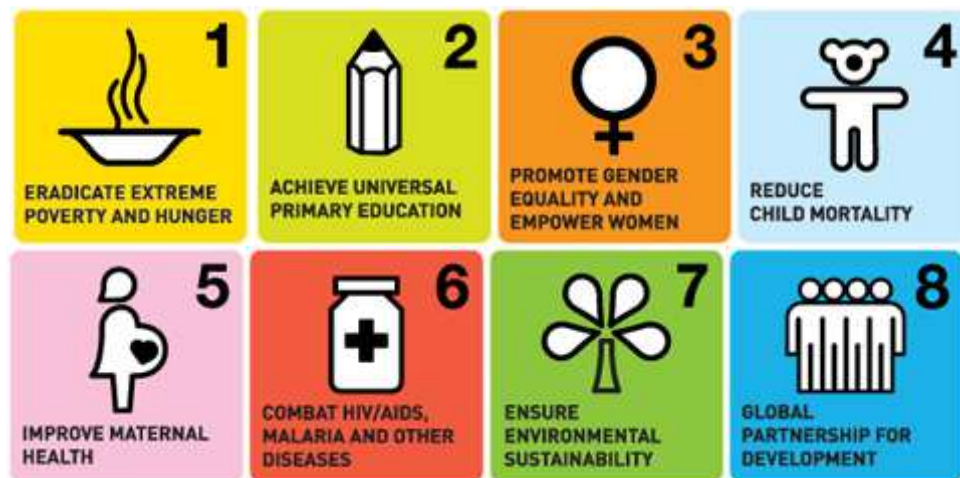 1
ERADICATE EXTREME
POVERTY AND HUNGER
2
ACHIEVE UNIVERSAL
PRIMARY EDUCATION
3
PROMOTE GENDER
EQUALITY AND
EMPOWER WOMEN
4
REDUCE
CHILD MORTALITY
5
IMPROVE MATERNAL
HEALTH
6
COMBAT HIV/AIDS,
MALARIA AND OTHER
DISEASES
7
ENSURE
ENVIRONMENTAL
SUSTAINABILITY
8
GLOBAL
PARTNERSHIP FOR
DEVELOPMENT